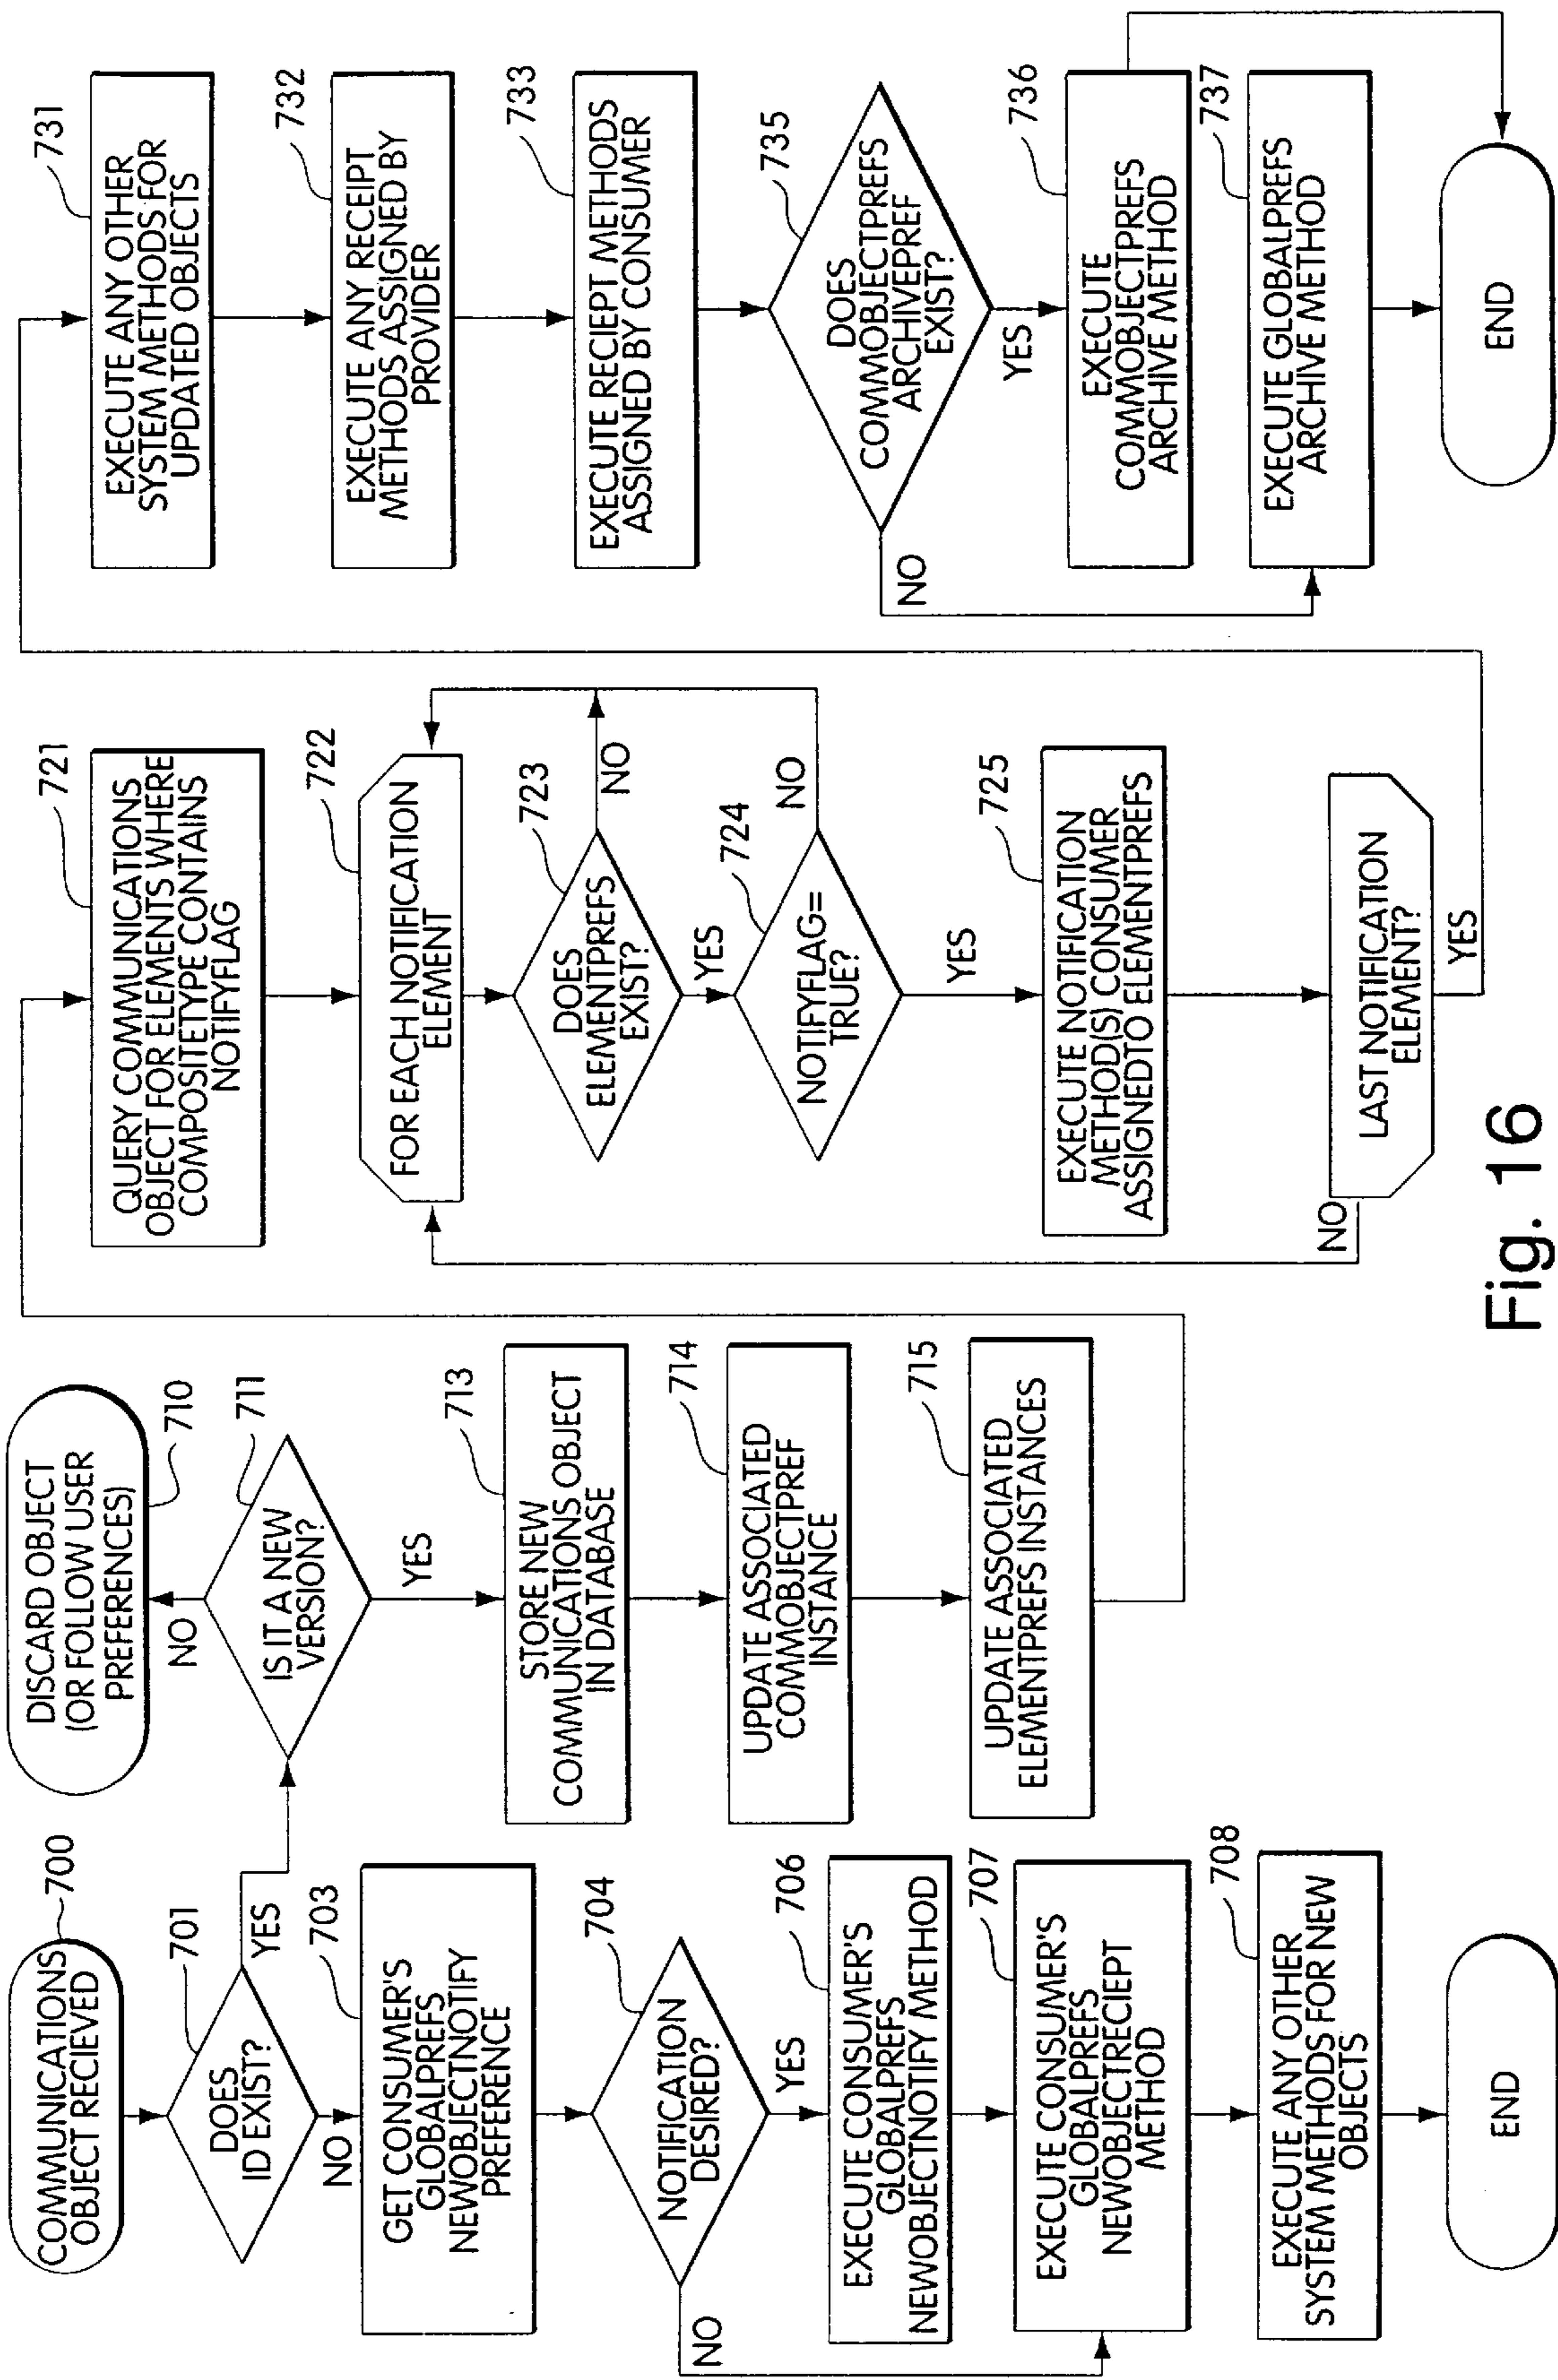 COMMUNICATIONS
OBJECT RECIEVED
700
DOES
ID EXIST?
701
YES
NO
703
GET CONSUMER'S
GLOBALPREFS
NEWOBJECTNOTIFY
PREFERENCE
704
NOTIFICATION
DESIRED?
YES
NO
706
EXECUTE CONSUMER'S
GLOBALPREFS
NEWOBJECTNOTIFY METHOD
707
EXECUTE CONSUMER'S
GLOBALPREFS
NEWOBJECTRECIEPT
METHOD
708
EXECUTE ANY OTHER
SYSTEM METHODS FOR NEW
OBJECTS
END
DISCARD OBJECT
(OR FOLLOW USER
PREFERENCES)
710
NO
711
IS IT A NEW
VERSION?
YES
713
STORE NEW
COMMUNICATIONS OBJECT
IN DATABASE
714
UPDATE ASSOCIATED
COMMOBJECTPREF
INSTANCE
715
UPDATE ASSOCIATED
ELEMENTPREFS INSTANCES
721
QUERY COMMUNICATIONS
OBJECT FOR ELEMENTS WHERE
COMPOSITETYPE CONTAINS
NOTIFYFLAG
722
FOR EACH NOTIFICATION
ELEMENT
723
DOES
ELEMENTPREFS
EXIST?
NO
YES
724
NOTIFYFLAG=
TRUE?
NO
YES
725
EXECUTE NOTIFICATION
METHOD(S) CONSUMER
ASSIGNEDTO ELEMENTPREFS
LAST NOTIFICATION
ELEMENT?
NO
YES
731
EXECUTE ANY OTHER
SYSTEM METHODS FOR
UPDATED OBJECTS
732
EXECUTE ANY RECEIPT
METHODS ASSIGNED BY
PROVIDER
733
EXECUTE RECIEPT METHODS
ASSIGNED BY CONSUMER
735
DOES
COMMOBJECTPREFS
ARCHIVEPREF
EXIST?
NO
YES
736
EXECUTE
COMMOBJECTPREFS
ARCHIVE METHOD
737
EXECUTE GLOBALPREFS
ARCHIVE METHOD
END
Fig. 16